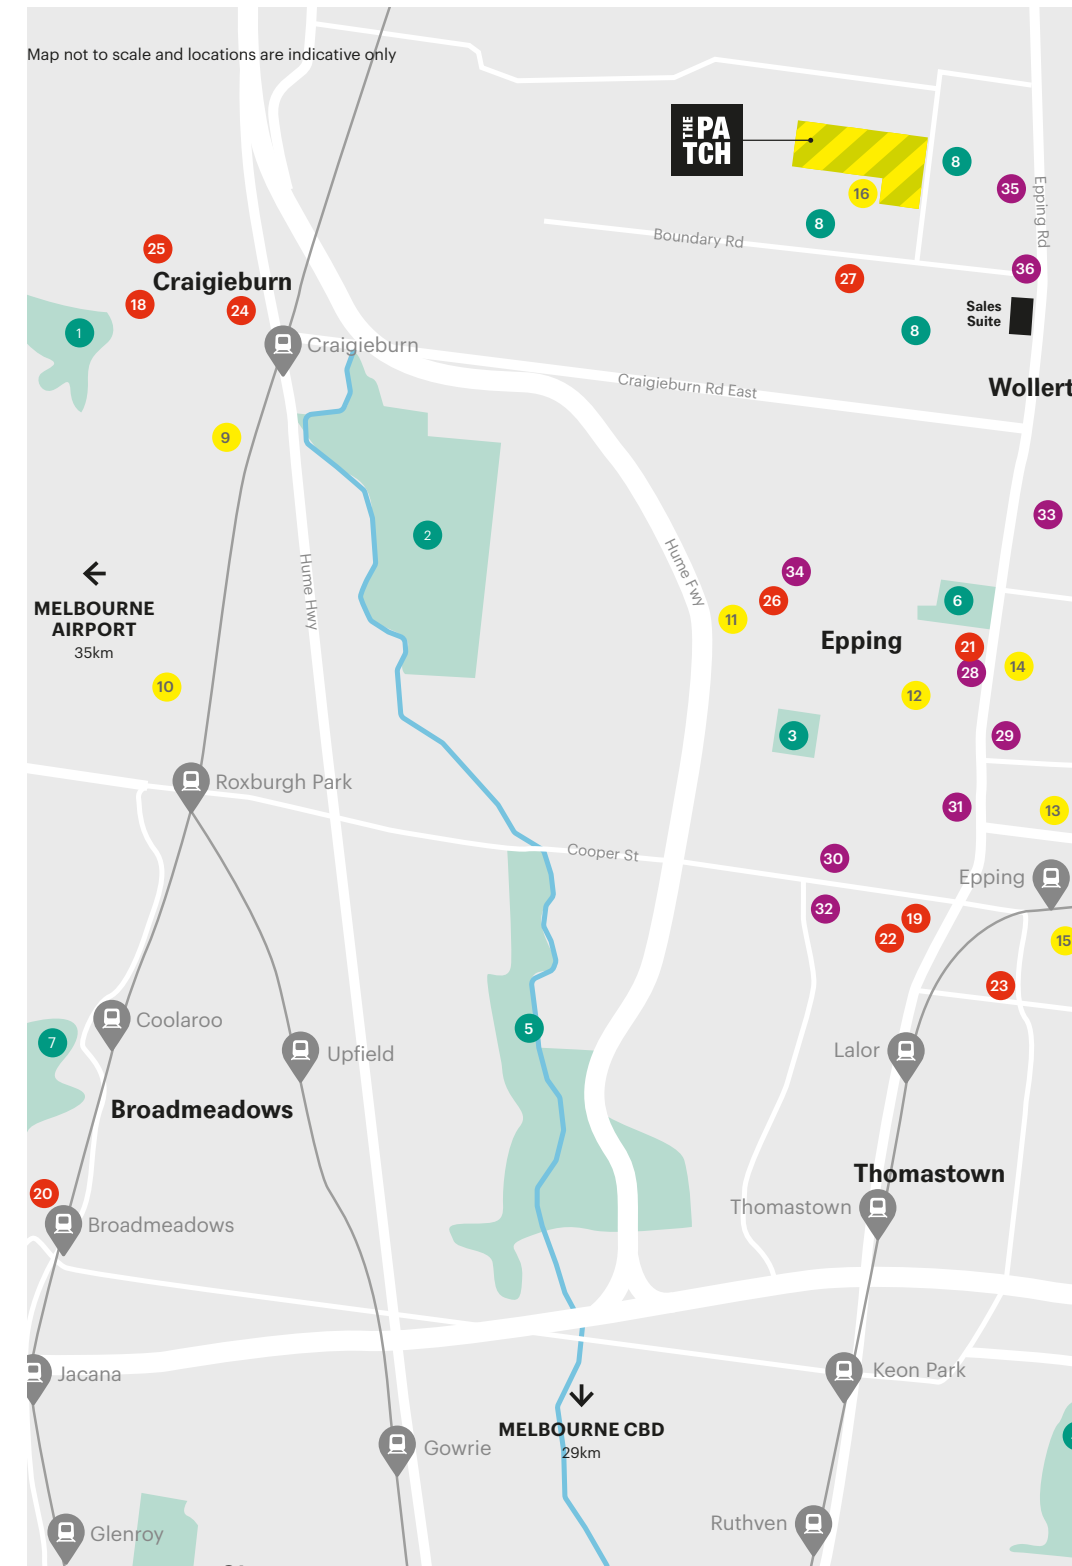 Map not to scale and locations are indicative only
THE
PA
TCH
8
35
16
Epping Rd
8
Boundary Rd
25
36
27
Craigieburn
18
24
Sales
Suite
1
8
Craigieburn
Craigieburn Rd East
Wollert
9
33
2
Hume Hwy
Hume Fwy
34
MELBOURNE
AIRPORT
35km
26
6
11
Epping
21
14
28
10
12
3
29
Roxburgh Park
31
13
Cooper St
30
Epping
32
19
22
15
23
Coolaroo
5
7
Upfield
Lalor
Broadmeadows
Thomastown
20
Broadmeadows
Thomastown
Jacana
Keon Park
MELBOURNE CBD
29km
Gowrie
Ruthven
Glenroy